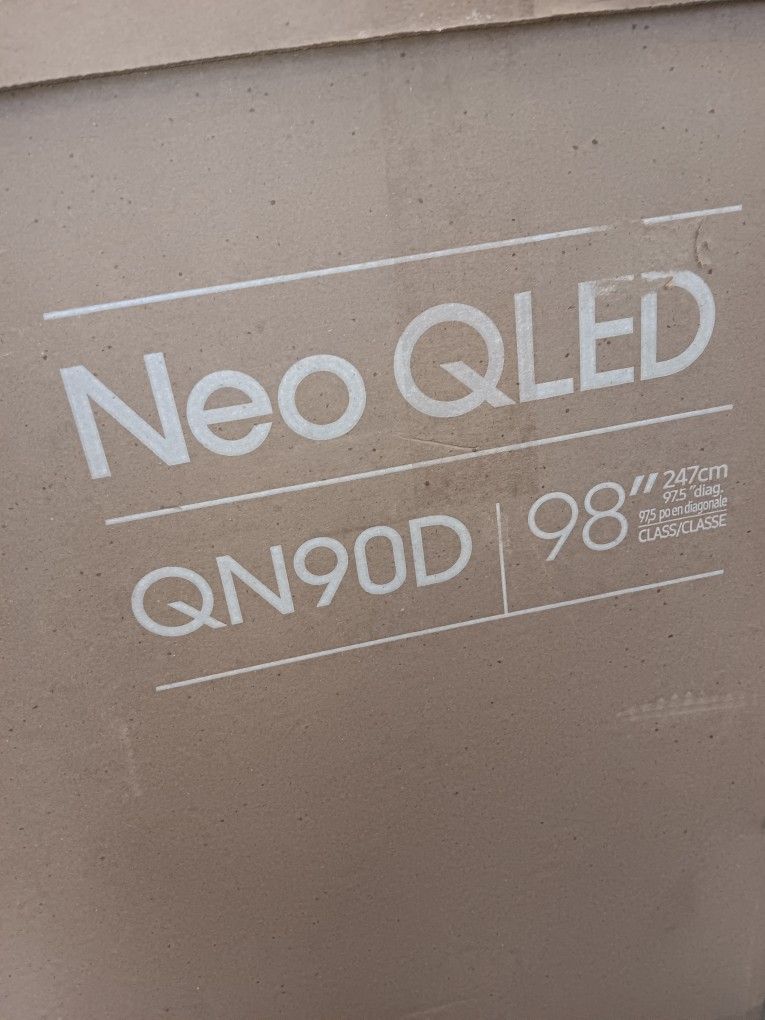 Neo QLED
QN90D | 98″
247cm
97.5 ″diag.
97,5 po en diagonale
CLASS/CLASSE